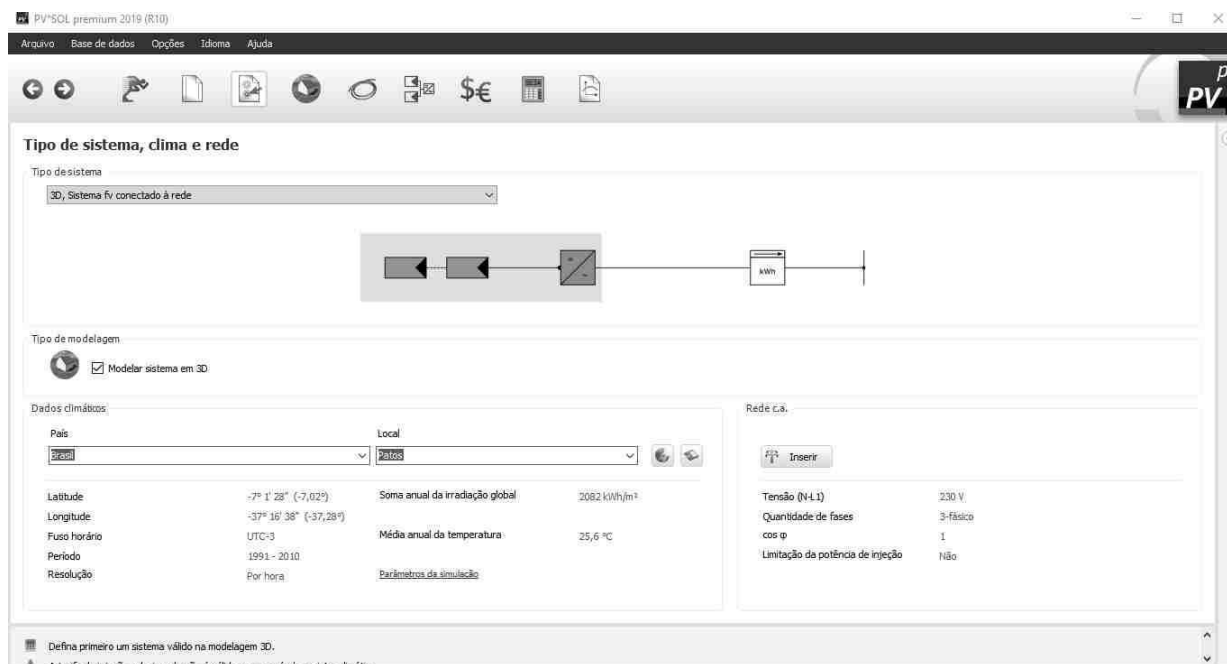 PV*SOL premium 2019 (R10)
Arquivo Base de dados Opções Idioma Ajuda
$€
PV
Tipo de sistema, clima e rede
Tipo de sistema
3D, Sistema fv conectado à rede
kWh
Tipo de modelagem
Modelar sistema em 3D
Dados climáticos
Rede c.a.
País Local
Brasil Patos
Inserir
Latitude -7° 1' 28" (-7,02°) Soma anual da irradiação global 2082 kWh/m² Tensão (N-L1) 230 V
Longitude -37° 16' 38" (-37,28°) Quantidade de fases 3-fásico
Fuso horário UTC-3 Média anual da temperatura 25,6 °C cos φ 1
Período 1991 - 2010 Limitação da potência de injeção Não
Resolução Por hora Parâmetros da simulação
Defina primeiro um sistema válido na modelagem 3D.